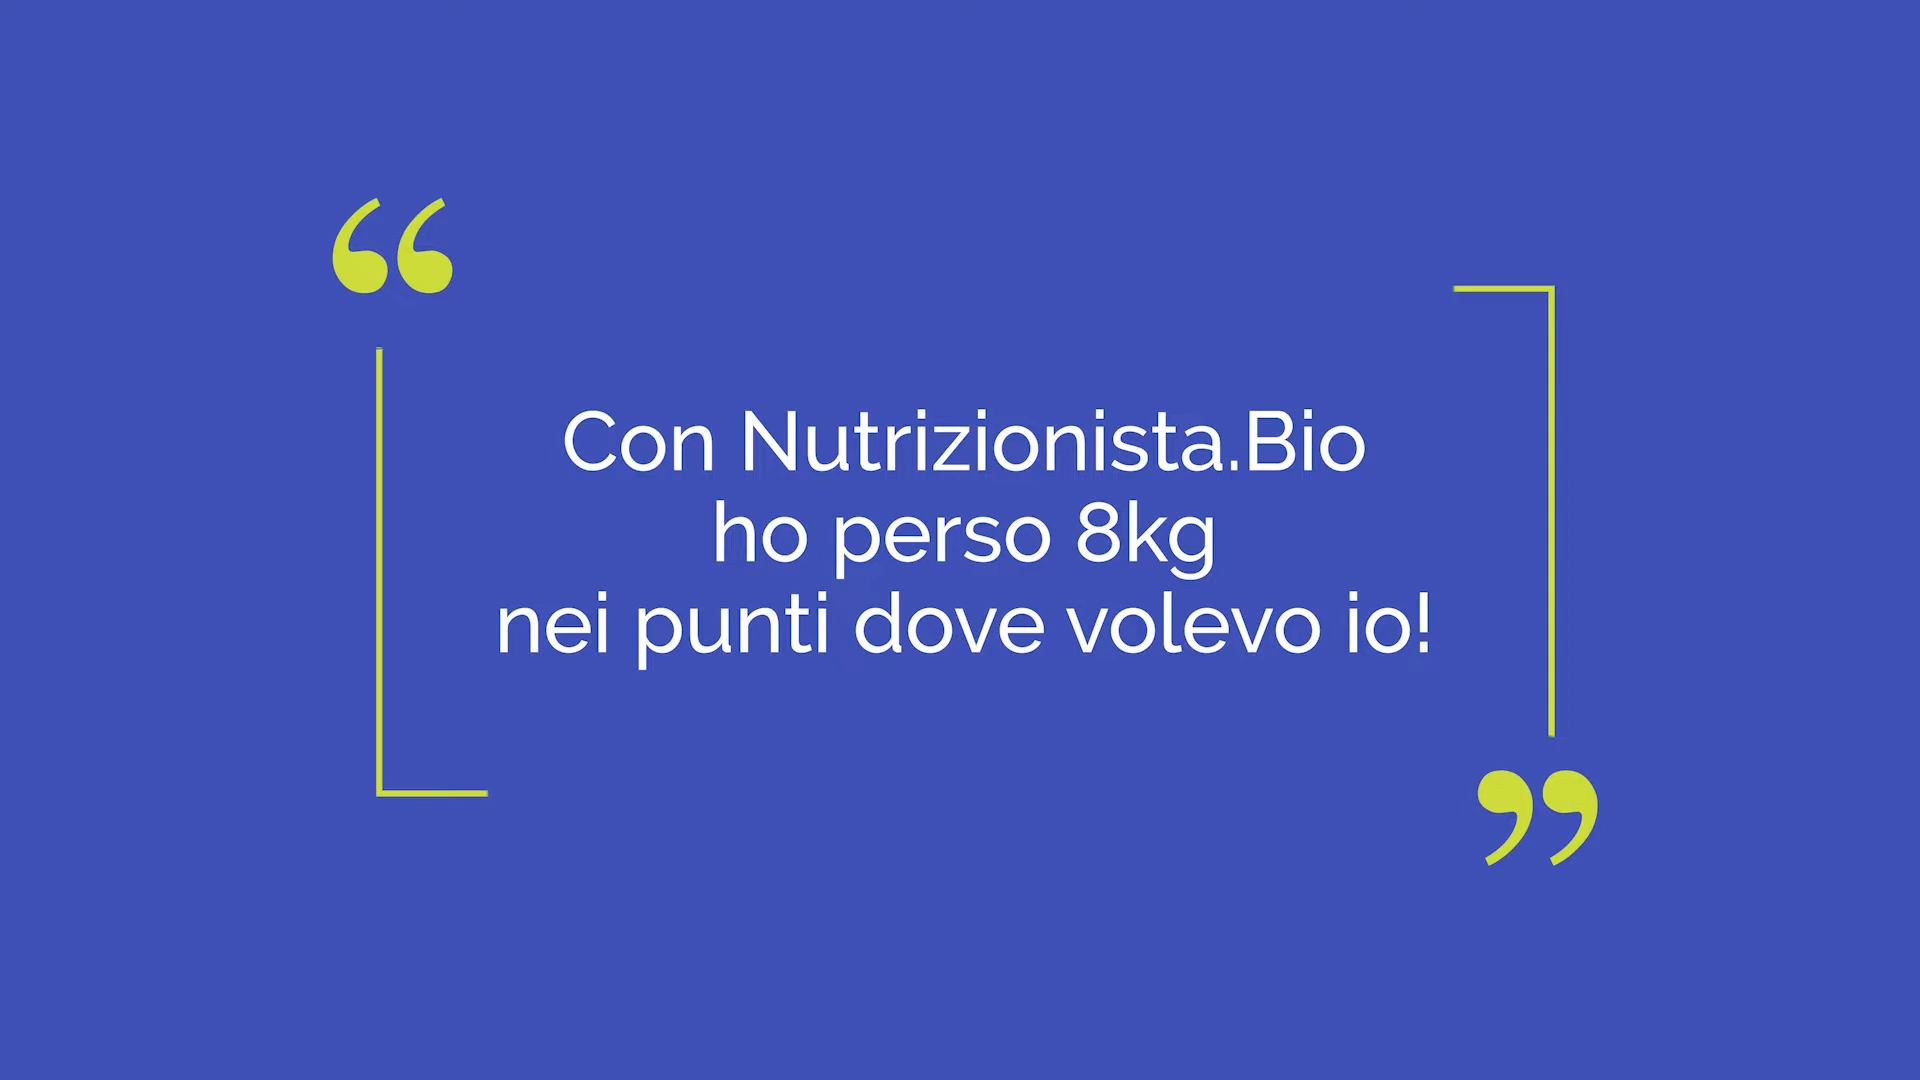 “
Con Nutrizionista.Bio
ho perso 8kg
nei punti dove volevo io!
”